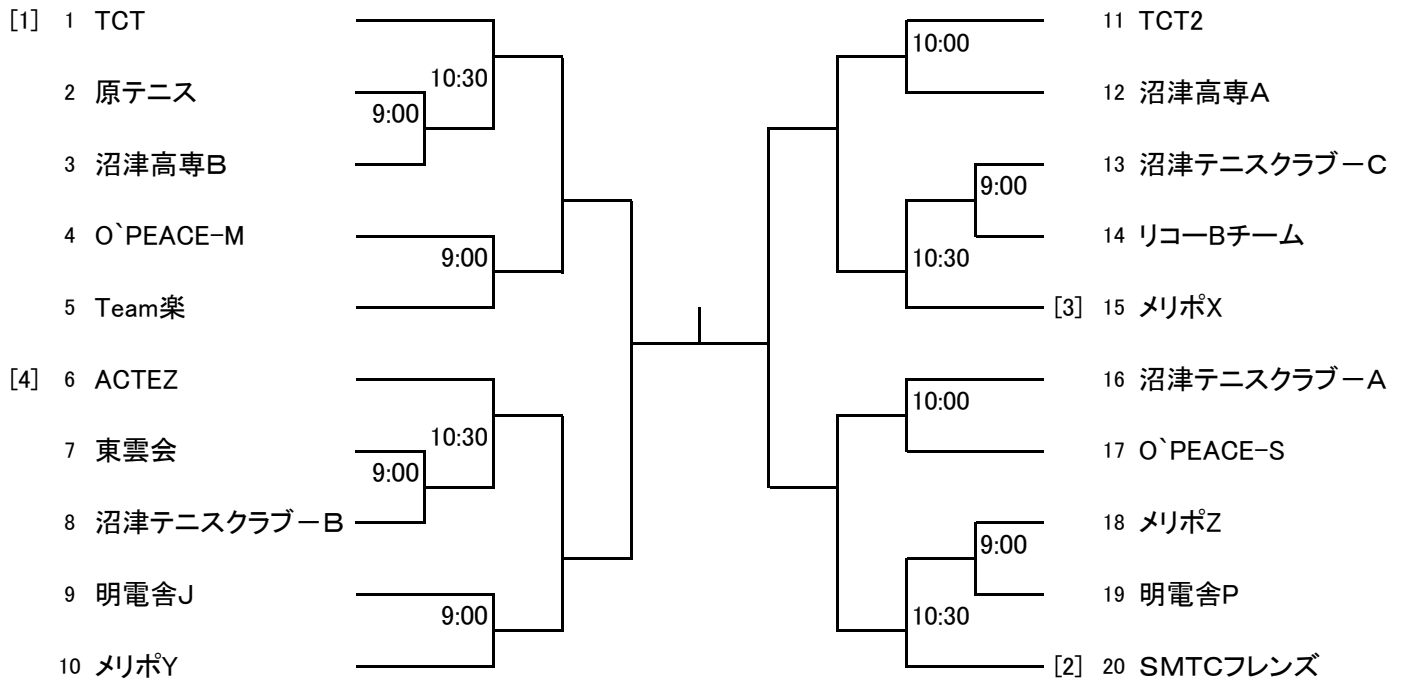 [1] 1 TCT
10:30
2 原テニス
9:00
3 沼津高専B
4 O`PEACE-M
9:00
5 Team楽
[4] 6 ACTEZ
10:30
7 東雲会
9:00
8 沼津テニスクラブ－B
9 明電舎J
9:00
10 メリポY
11 TCT2
10:00
12 沼津高専A
13 沼津テニスクラブ－C
9:00
14 リコーBチーム
10:30
[3] 15 メリポX
16 沼津テニスクラブ－A
10:00
17 O`PEACE-S
18 メリポZ
9:00
19 明電舎P
10:30
[2] 20 SMTCフレンズ